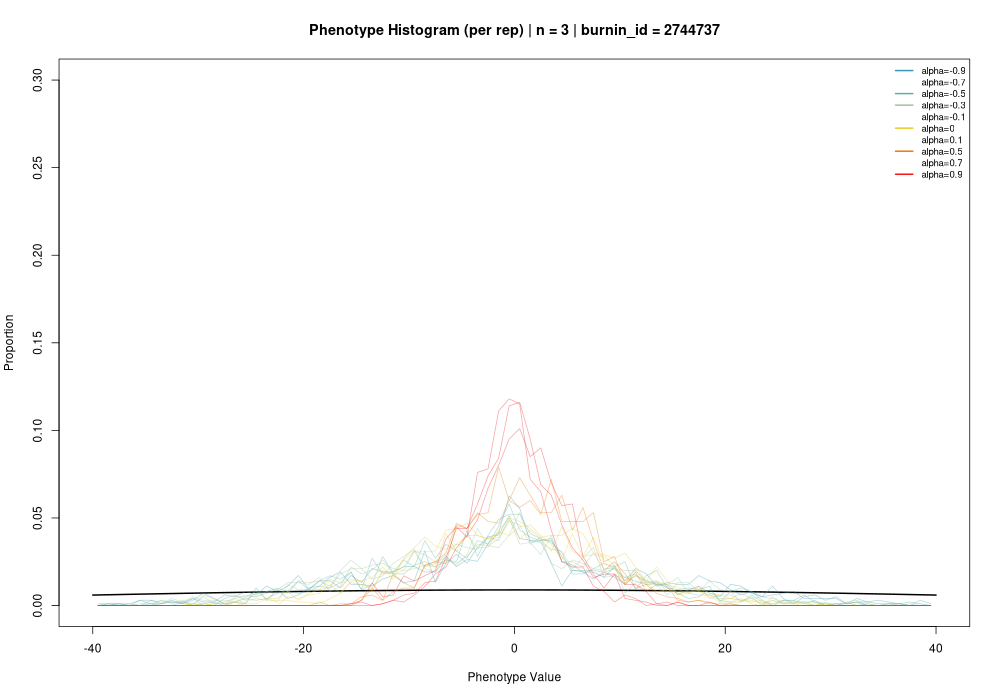 Phenotype Histogram (per rep) | n = 3 | burnin_id = 2744737
alpha=-0.9
alpha=-0.7
alpha=-0.5
alpha=-0.3
alpha=-0.1
alpha=0
alpha=0.1
alpha=0.5
alpha=0.7
alpha=0.9
Proportion
0.30
0.25
0.20
0.15
0.10
0.05
0.00
-40
-20
0
20
40
Phenotype Value